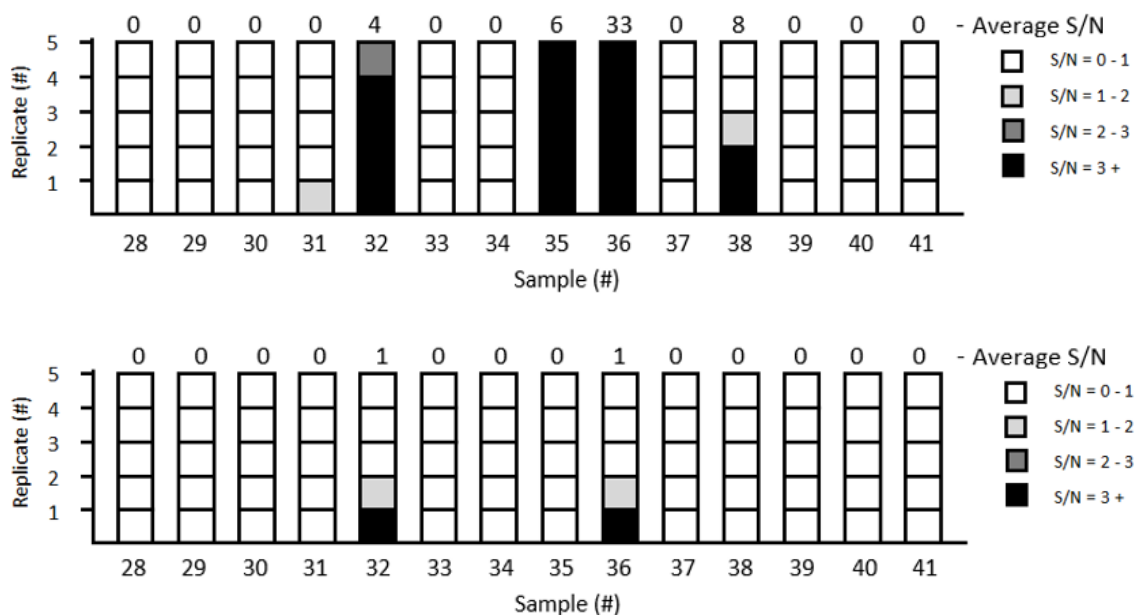 0 0 0 0 4 0 0 6 33 0 8 0 0 0 - Average S/N
5
4
3
2
1
Replicate (#)
S/N = 0 - 1
S/N = 1 - 2
S/N = 2 - 3
S/N = 3 +
28 29 30 31 32 33 34 35 36 37 38 39 40 41
Sample (#)
0 0 0 0 1 0 0 0 1 0 0 0 0 0 - Average S/N
5
4
3
2
1
Replicate (#)
S/N = 0 - 1
S/N = 1 - 2
S/N = 2 - 3
S/N = 3 +
28 29 30 31 32 33 34 35 36 37 38 39 40 41
Sample (#)